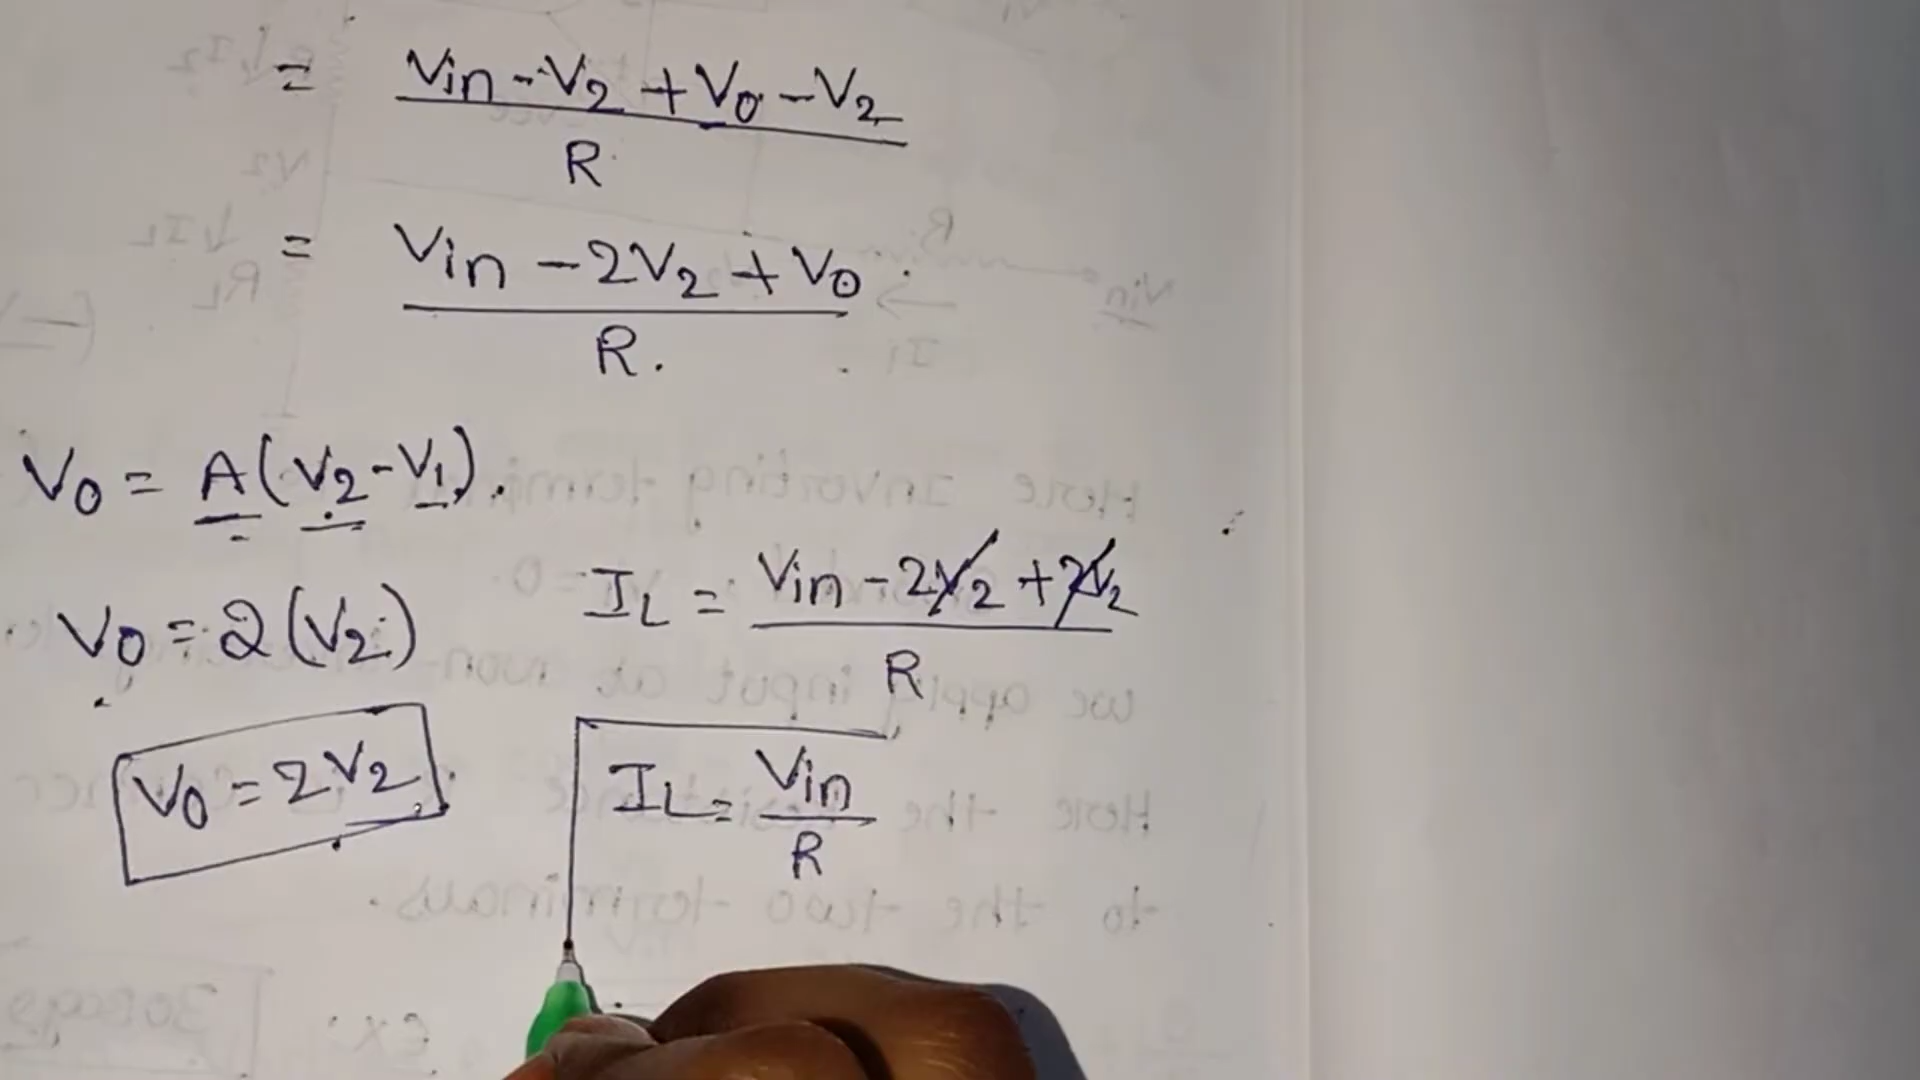 = Vin - V2 + V0 - V2
R
= Vin - 2V2 + V0
R.
V0 = A(V2 - V1).
V0 = 2(V2)
V0 = 2V2
IL = Vin - 2V2 + 2V2
R
IL = Vin
R